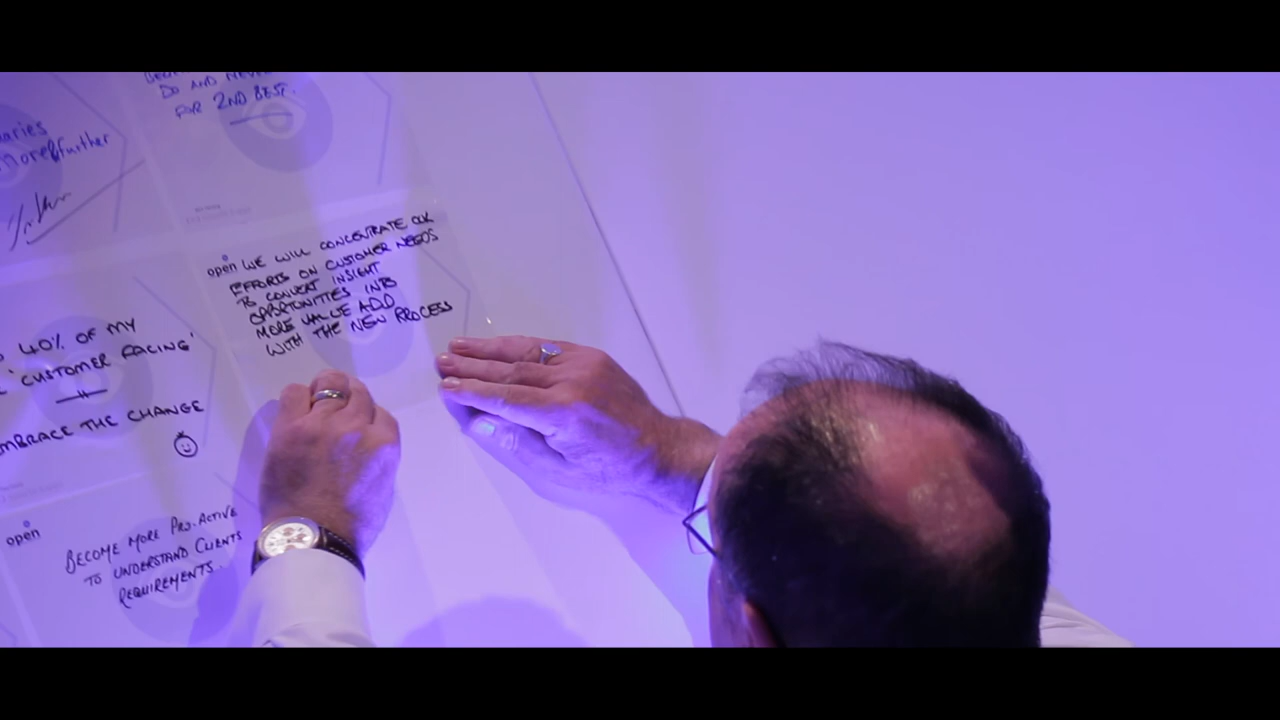 DO AND NEVER
FOR 2ND BEST.
aries
More & further
open
WE WILL CONCENTRATE OUR
EFFORTS ON CUSTOMER NEEDS
TO CONVERT INSIGHT
OPPORTUNITIES INTO
MORE VALUE ADD
WITH THE NEW PROCESS
40% OF MY
'CUSTOMER FACING'
EMBRACE THE CHANGE
open
BECOME MORE PRO-ACTIVE
TO UNDERSTAND CLIENTS
REQUIREMENTS.